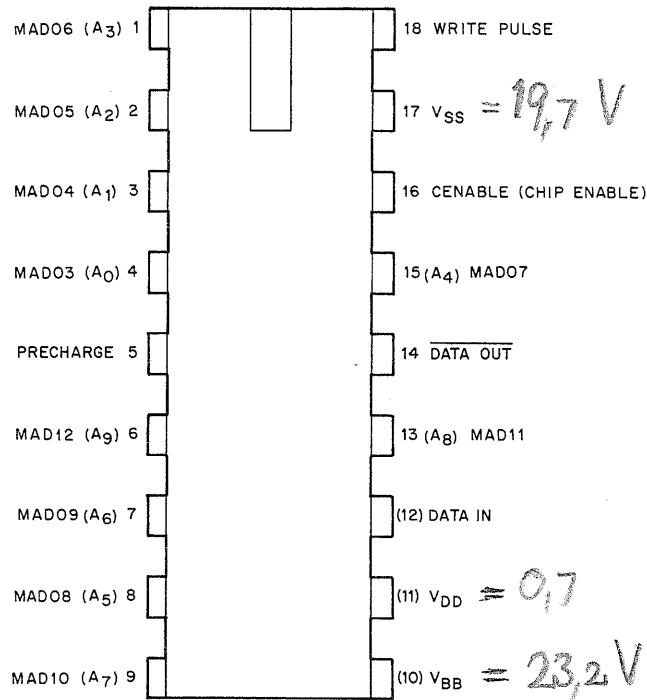 MAD06 (A3) 1
18 WRITE PULSE
MAD05 (A2) 2
17 VSS = 19,7 V
MAD04 (A1) 3
16 CENABLE (CHIP ENABLE)
MAD03 (A0) 4
15 (A4) MAD07
PRECHARGE 5
14 DATA OUT
MAD12 (A9) 6
13 (A8) MAD11
MAD09 (A6) 7
(12) DATA IN
MAD08 (A5) 8
(11) VDD = 0,7
MAD10 (A7) 9
(10) VBB = 23,2 V